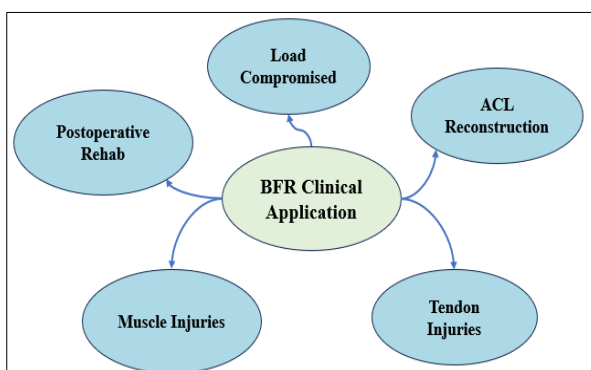 Load
Compromised
ACL
Reconstruction
Postoperative
Rehab
BFR Clinical
Application
Muscle Injuries
Tendon
Injuries